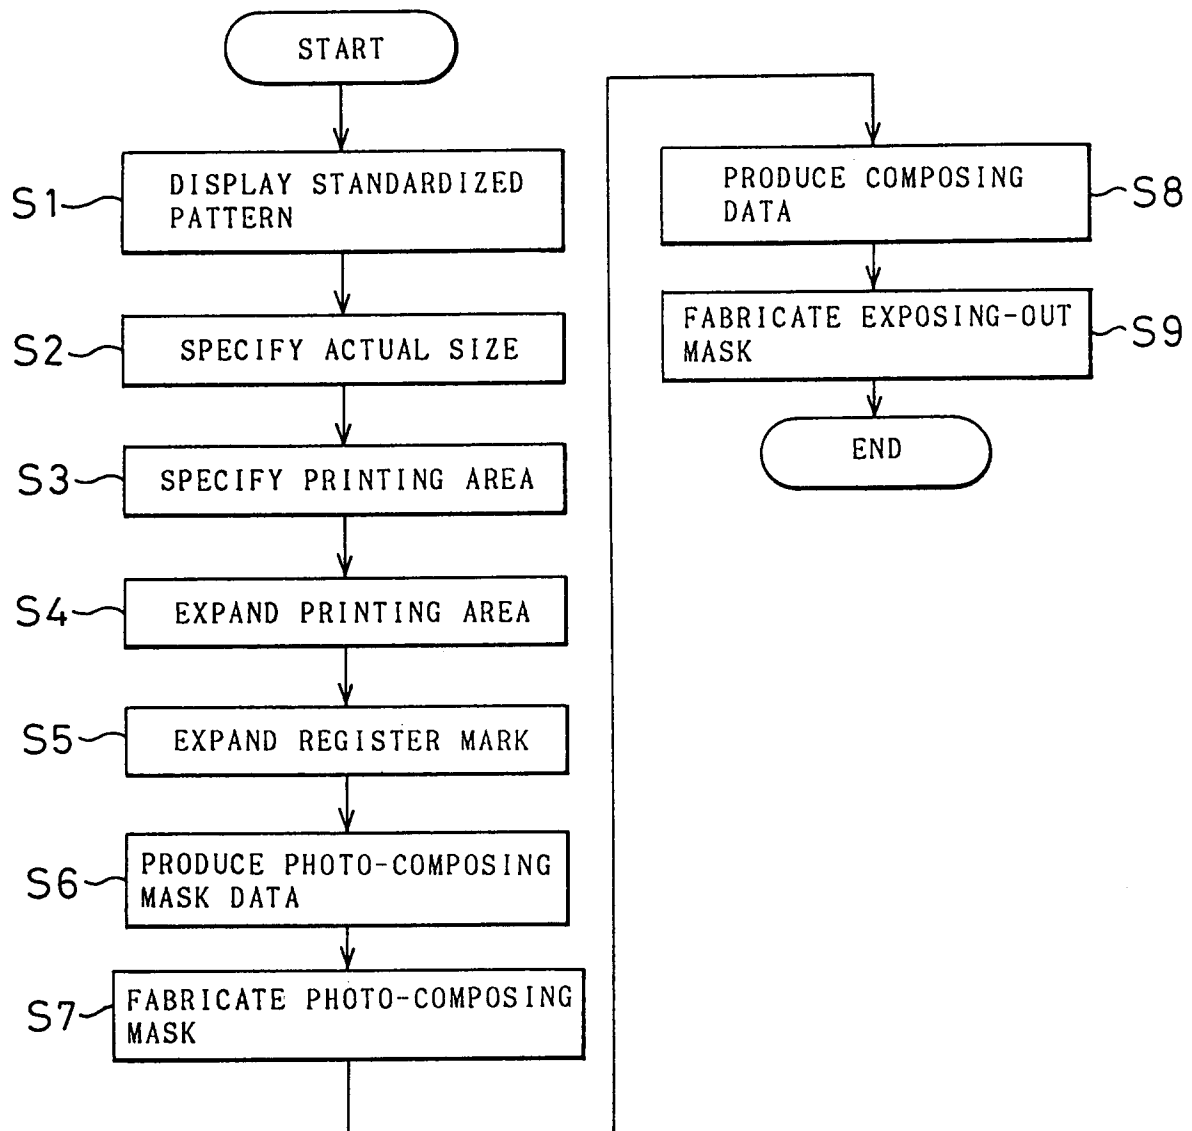 START
S1
DISPLAY STANDARDIZED
PATTERN
S2
SPECIFY ACTUAL SIZE
S3
SPECIFY PRINTING AREA
S4
EXPAND PRINTING AREA
S5
EXPAND REGISTER MARK
S6
PRODUCE PHOTO-COMPOSING
MASK DATA
S7
FABRICATE PHOTO-COMPOSING
MASK
PRODUCE COMPOSING
DATA
S8
FABRICATE EXPOSING-OUT
MASK
S9
END